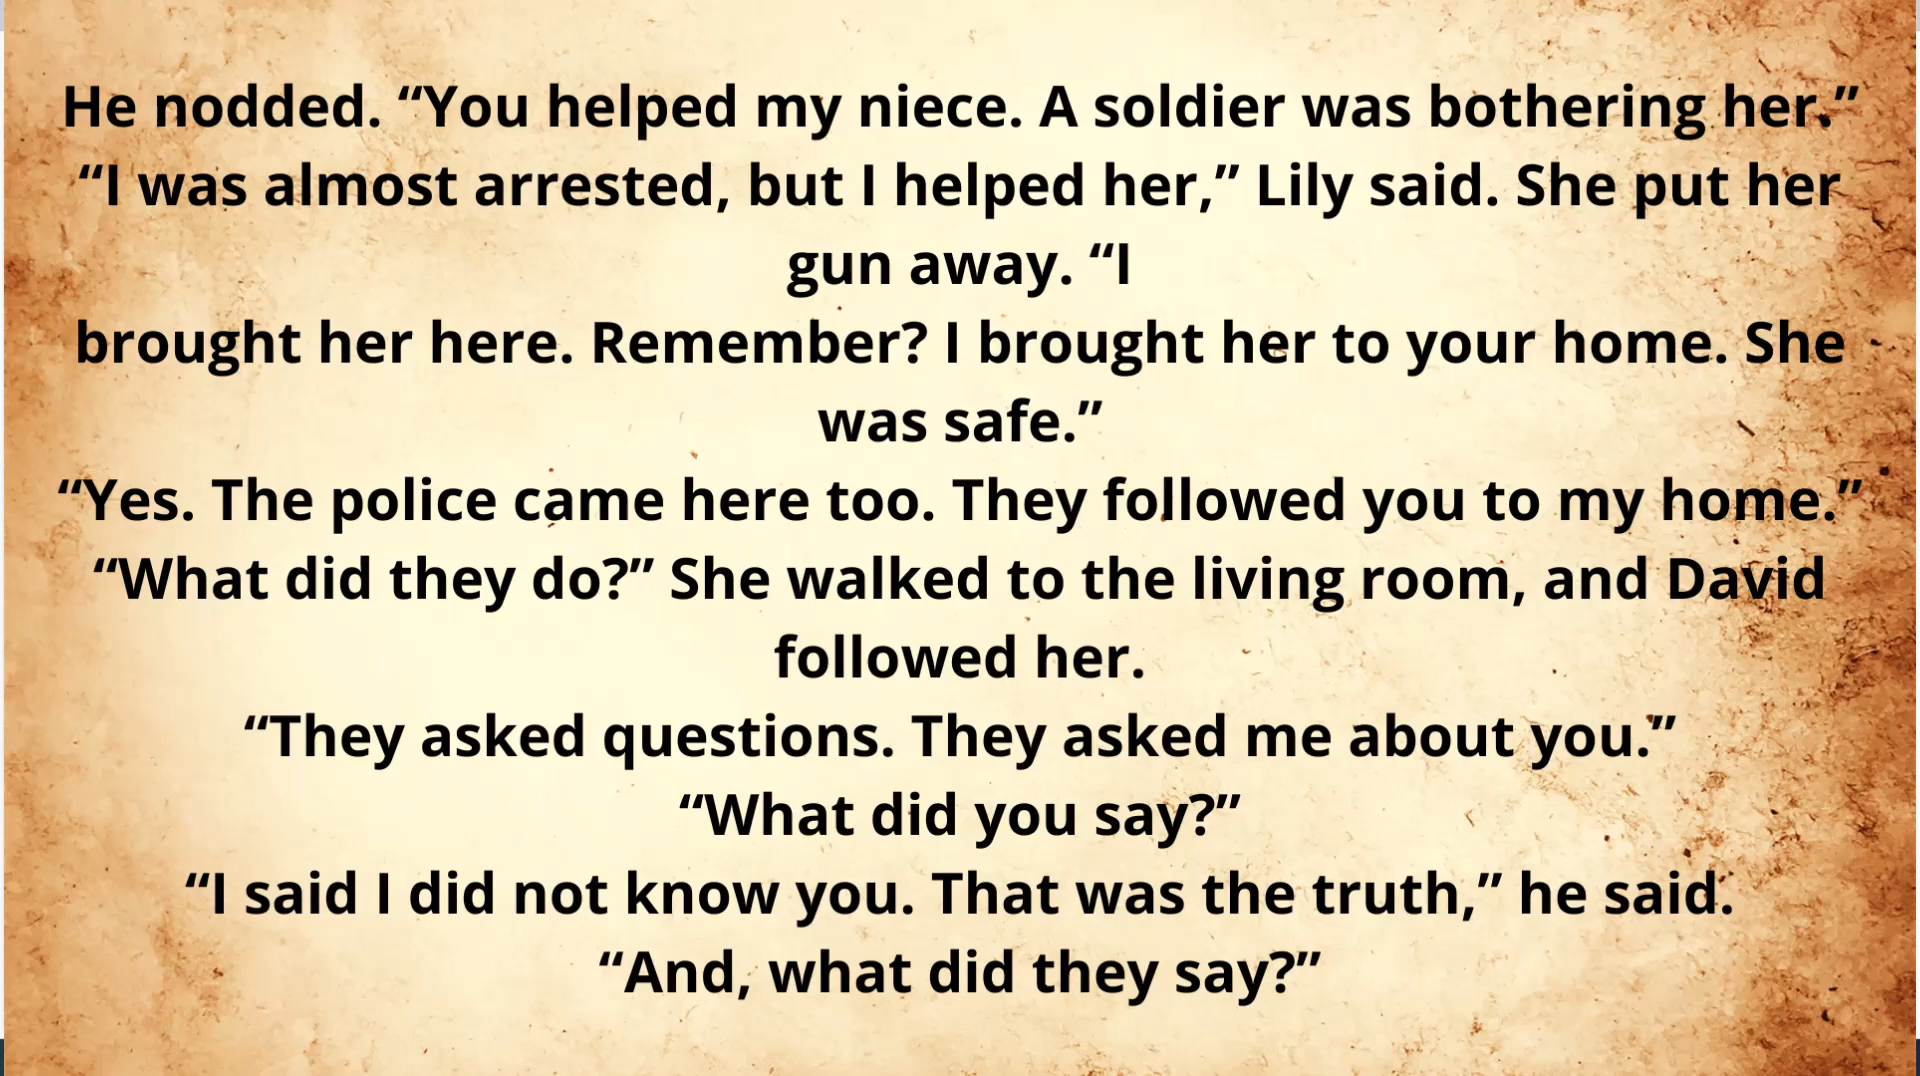 He nodded. “You helped my niece. A soldier was bothering her.”
“I was almost arrested, but I helped her,” Lily said. She put her
gun away. “I
brought her here. Remember? I brought her to your home. She
was safe.”
“Yes. The police came here too. They followed you to my home.”
“What did they do?” She walked to the living room, and David
followed her.
“They asked questions. They asked me about you.”
“What did you say?”
“I said I did not know you. That was the truth,” he said.
“And, what did they say?”